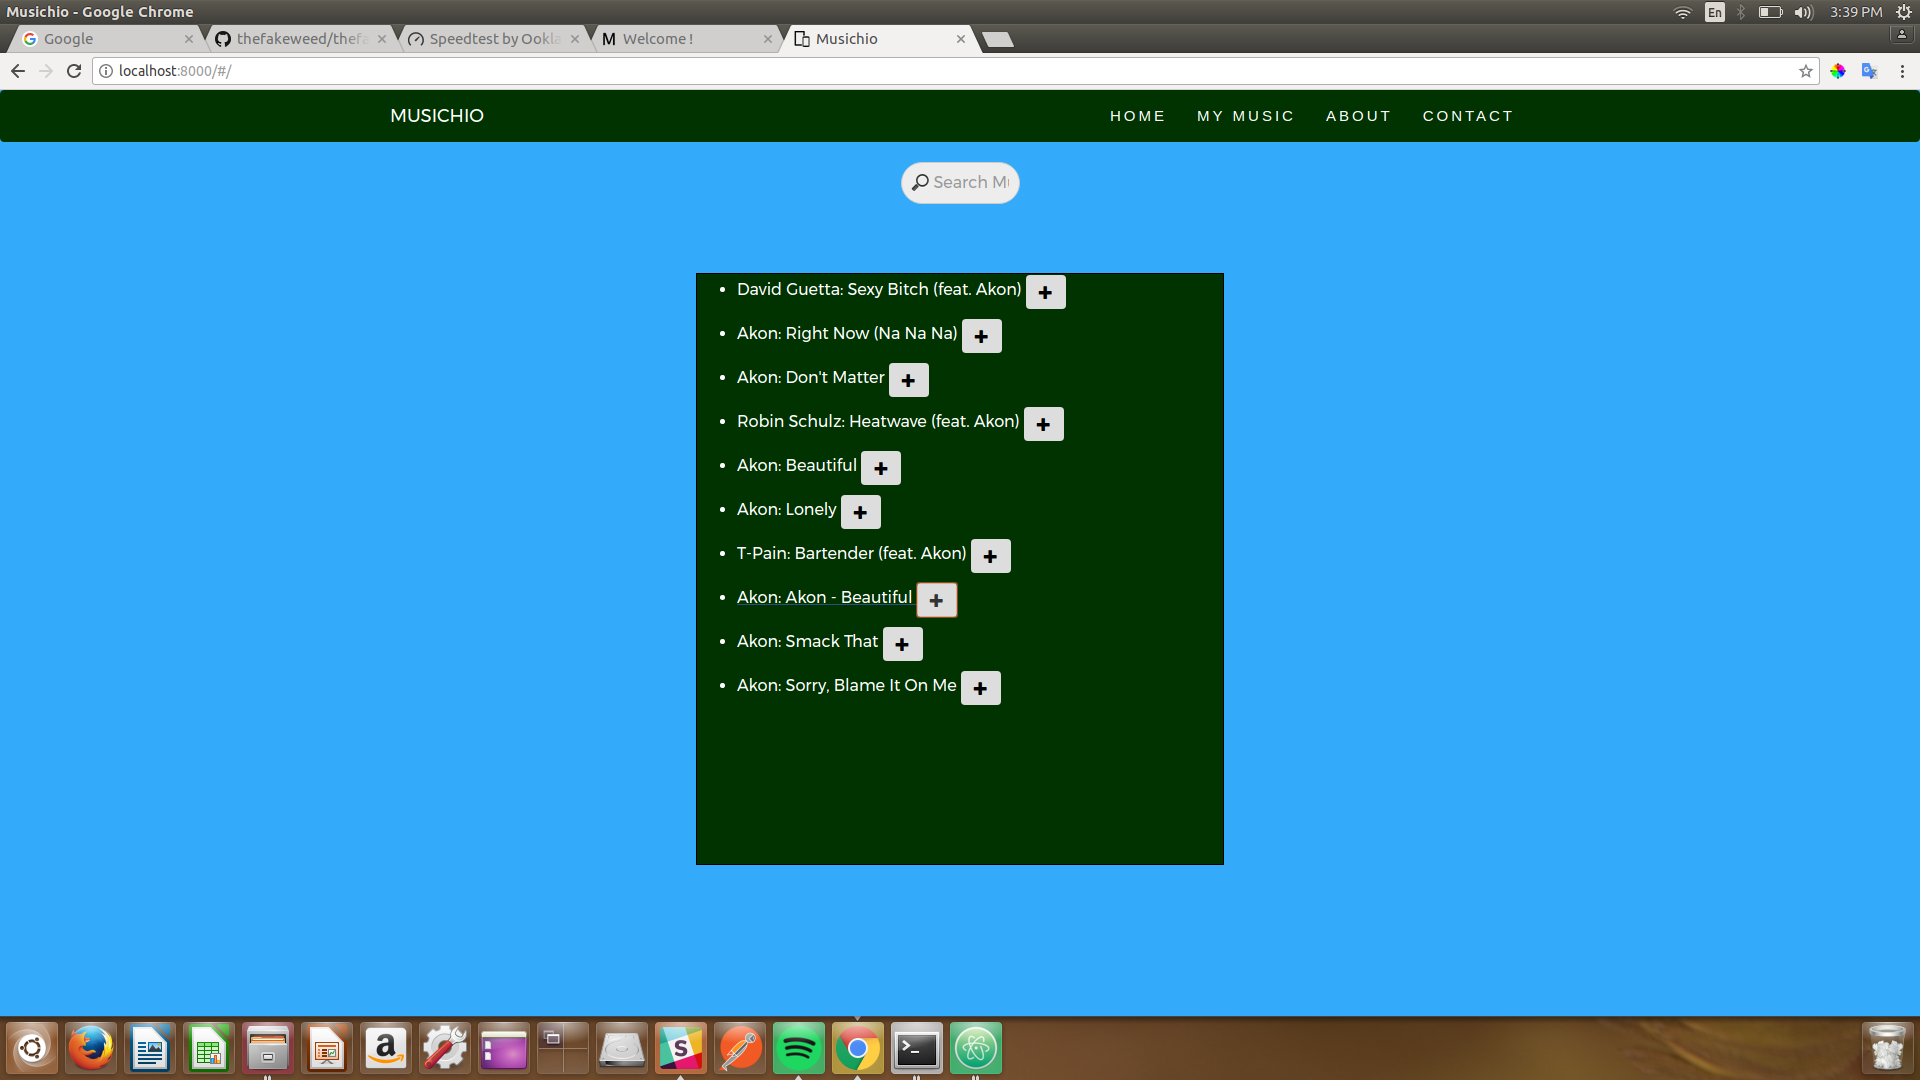 Musichio - Google Chrome
En
3:39 PM
Google
thefakeweed/thefa
Speedtest by Ookla
M Welcome !
Musichio
localhost:8000/#/
MUSICHIO
HOME
MY MUSIC
ABOUT
CONTACT
Search Mu
David Guetta: Sexy Bitch (feat. Akon)
Akon: Right Now (Na Na Na)
Akon: Don't Matter
Robin Schulz: Heatwave (feat. Akon)
Akon: Beautiful
Akon: Lonely
T-Pain: Bartender (feat. Akon)
Akon: Akon - Beautiful
Akon: Smack That
Akon: Sorry, Blame It On Me